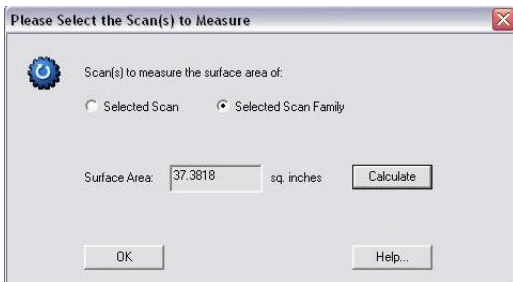 Please Select the Scan(s) to Measure
Scan(s) to measure the surface area of:
Selected Scan Selected Scan Family
Surface Area: 37.3818 sq. inches Calculate
OK Help...